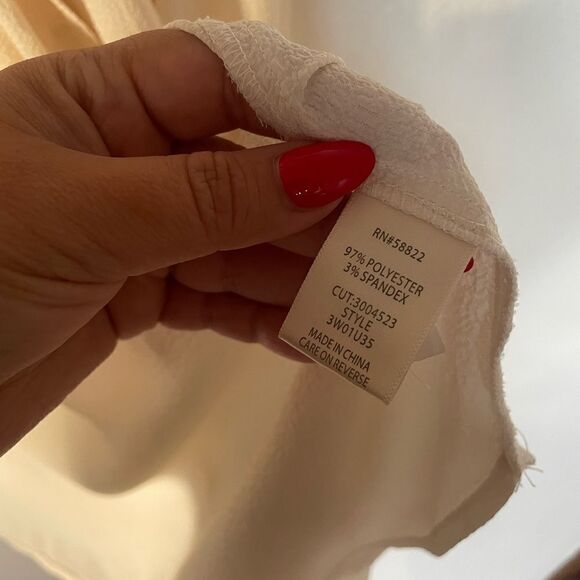 RN#58822
97% POLYESTER
3% SPANDEX
CUT:3004523
STYLE
3W01U35
MADE IN CHINA
CARE ON REVERSE